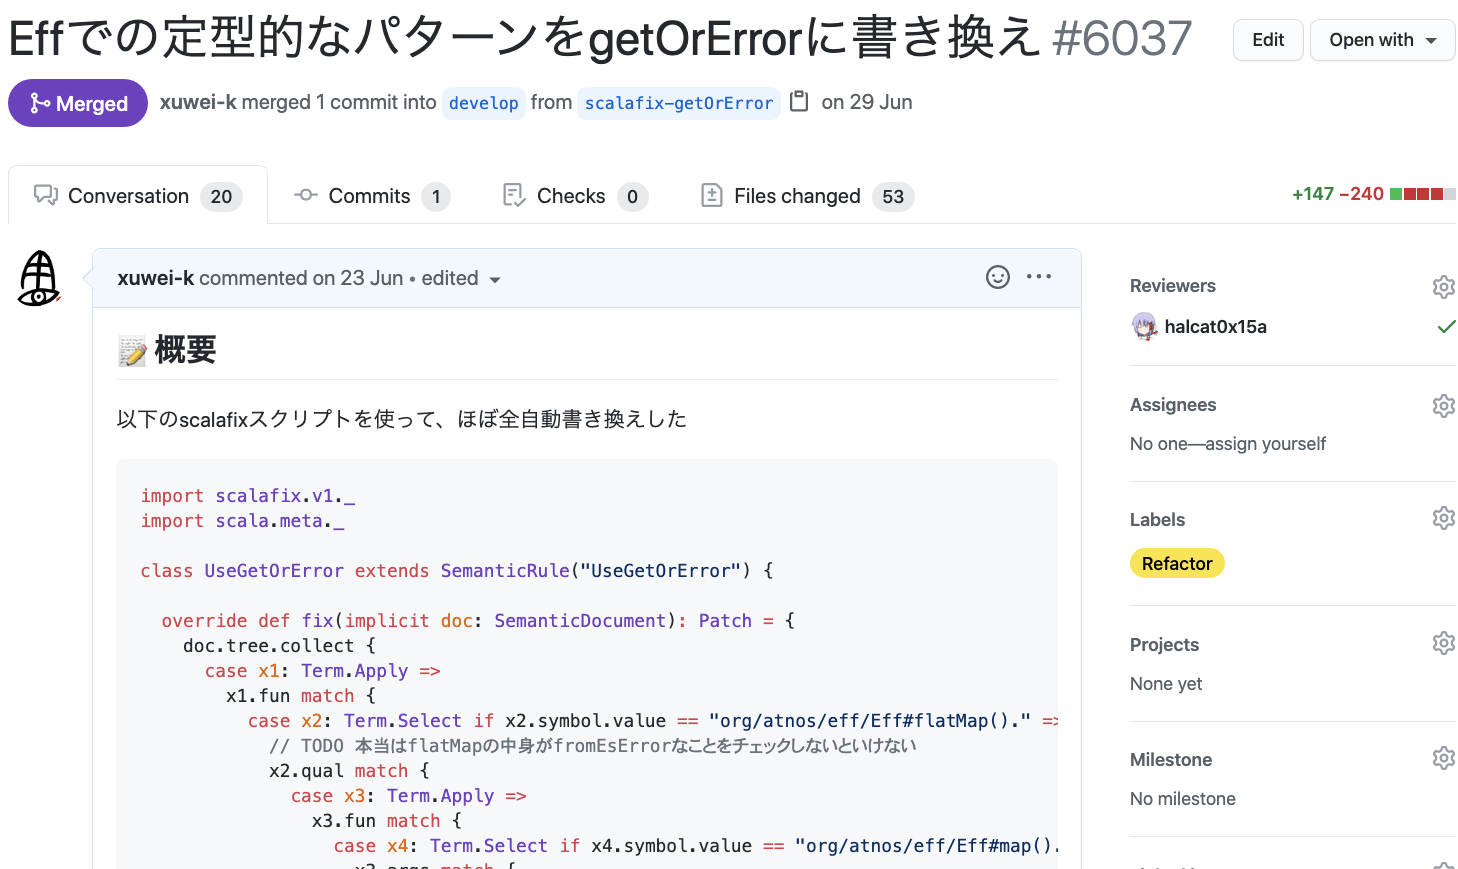 Effでの定型的なパターンをgetOrErrorに書き換え #6037
Edit
Open with
Merged
xuwei-k merged 1 commit into develop from scalafix-getOrError on 29 Jun
Conversation 20
Commits 1
Checks 0
Files changed 53
+147 −240
xuwei-k commented on 23 Jun • edited
📝 概要
以下のscalafixスクリプトを使って、ほぼ全自動書き換えした
import scalafix.v1._
import scala.meta._
class UseGetOrError extends SemanticRule("UseGetOrError") {
override def fix(implicit doc: SemanticDocument): Patch = {
doc.tree.collect {
case x1: Term.Apply =>
x1.fun match {
case x2: Term.Select if x2.symbol.value == "org/atnos/eff/Eff#flatMap()." =>
// TODO 本当はflatMapの中身がfromEsErrorなことをチェックしないといけない
x2.qual match {
case x3: Term.Apply =>
x3.fun match {
case x4: Term.Select if x4.symbol.value == "org/atnos/eff/Eff#map().
Reviewers
halcat0x15a
Assignees
No one—assign yourself
Labels
Refactor
Projects
None yet
Milestone
No milestone